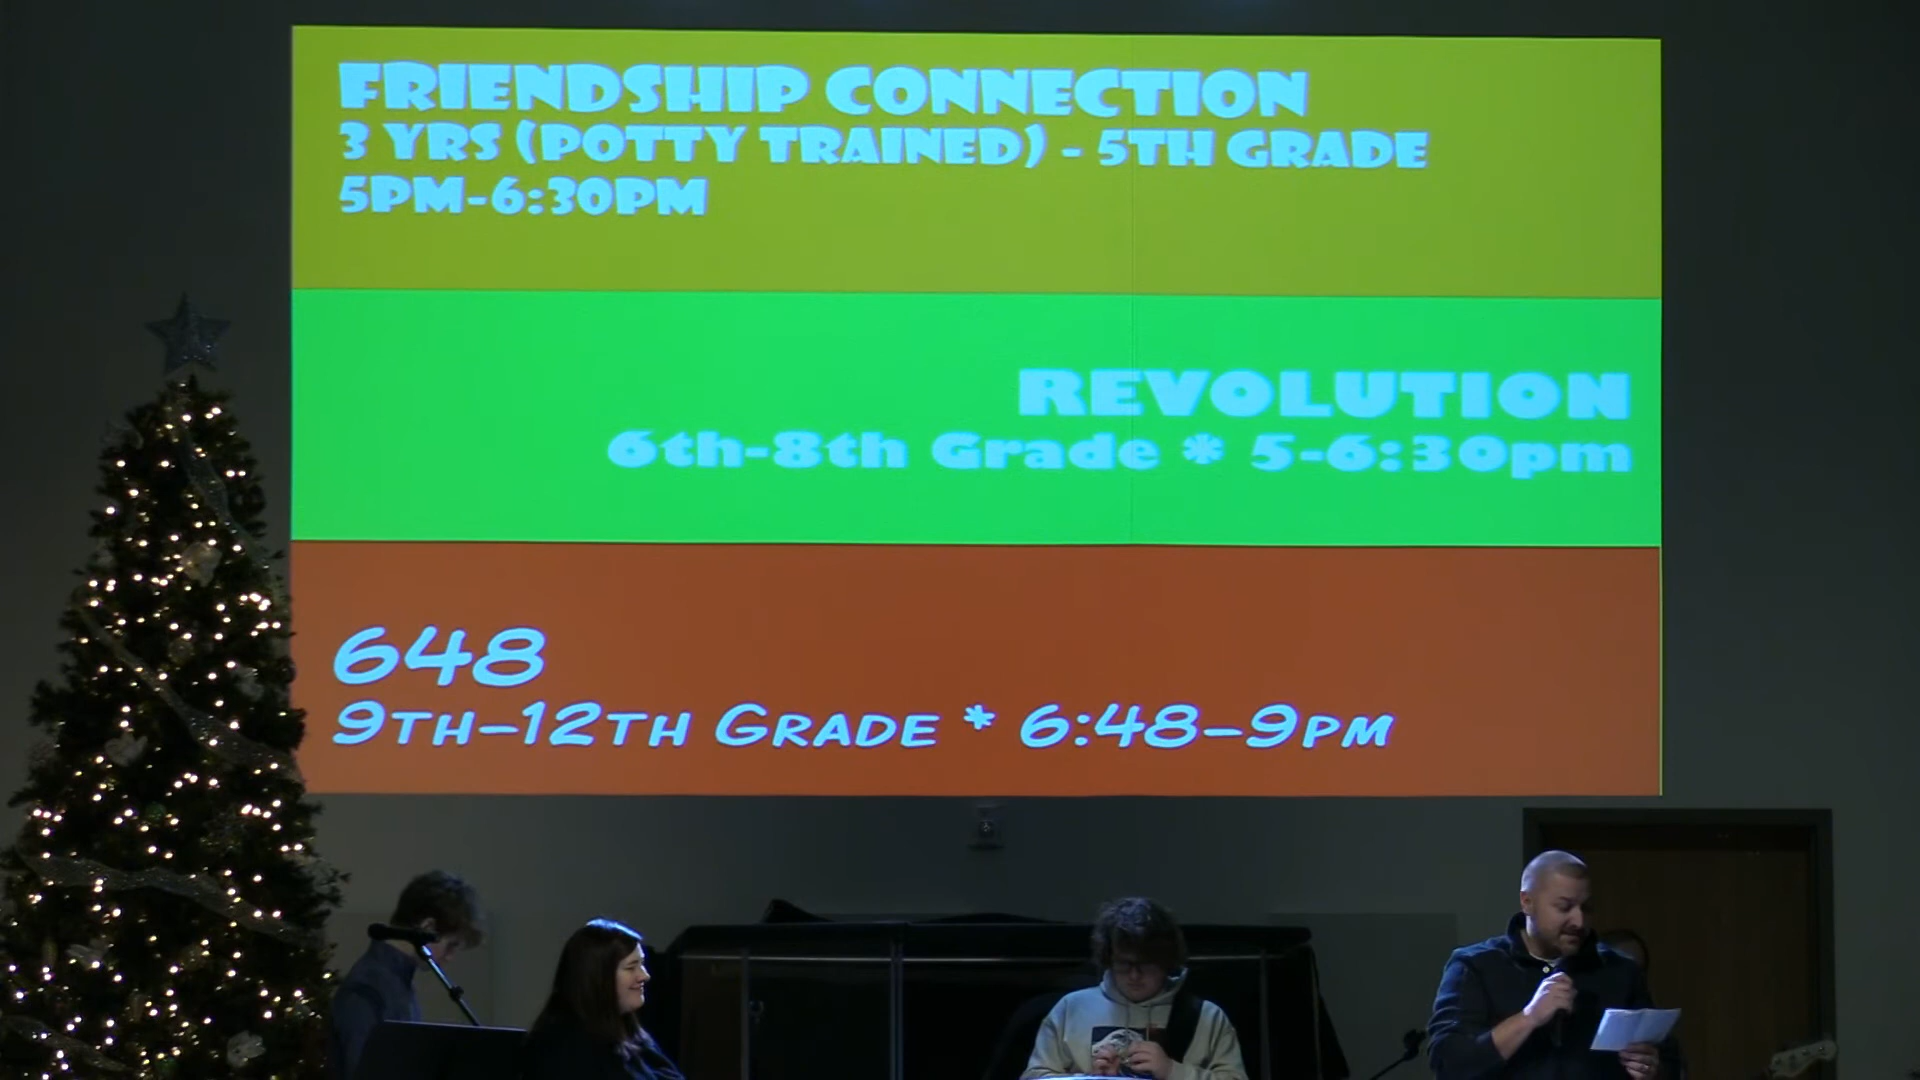 FRIENDSHIP CONNECTION
3 YRS (POTTY TRAINED) - 5TH GRADE
5PM-6:30PM
REVOLUTION
6th-8th Grade * 5-6:30pm
648
9TH-12TH GRADE * 6:48-9PM